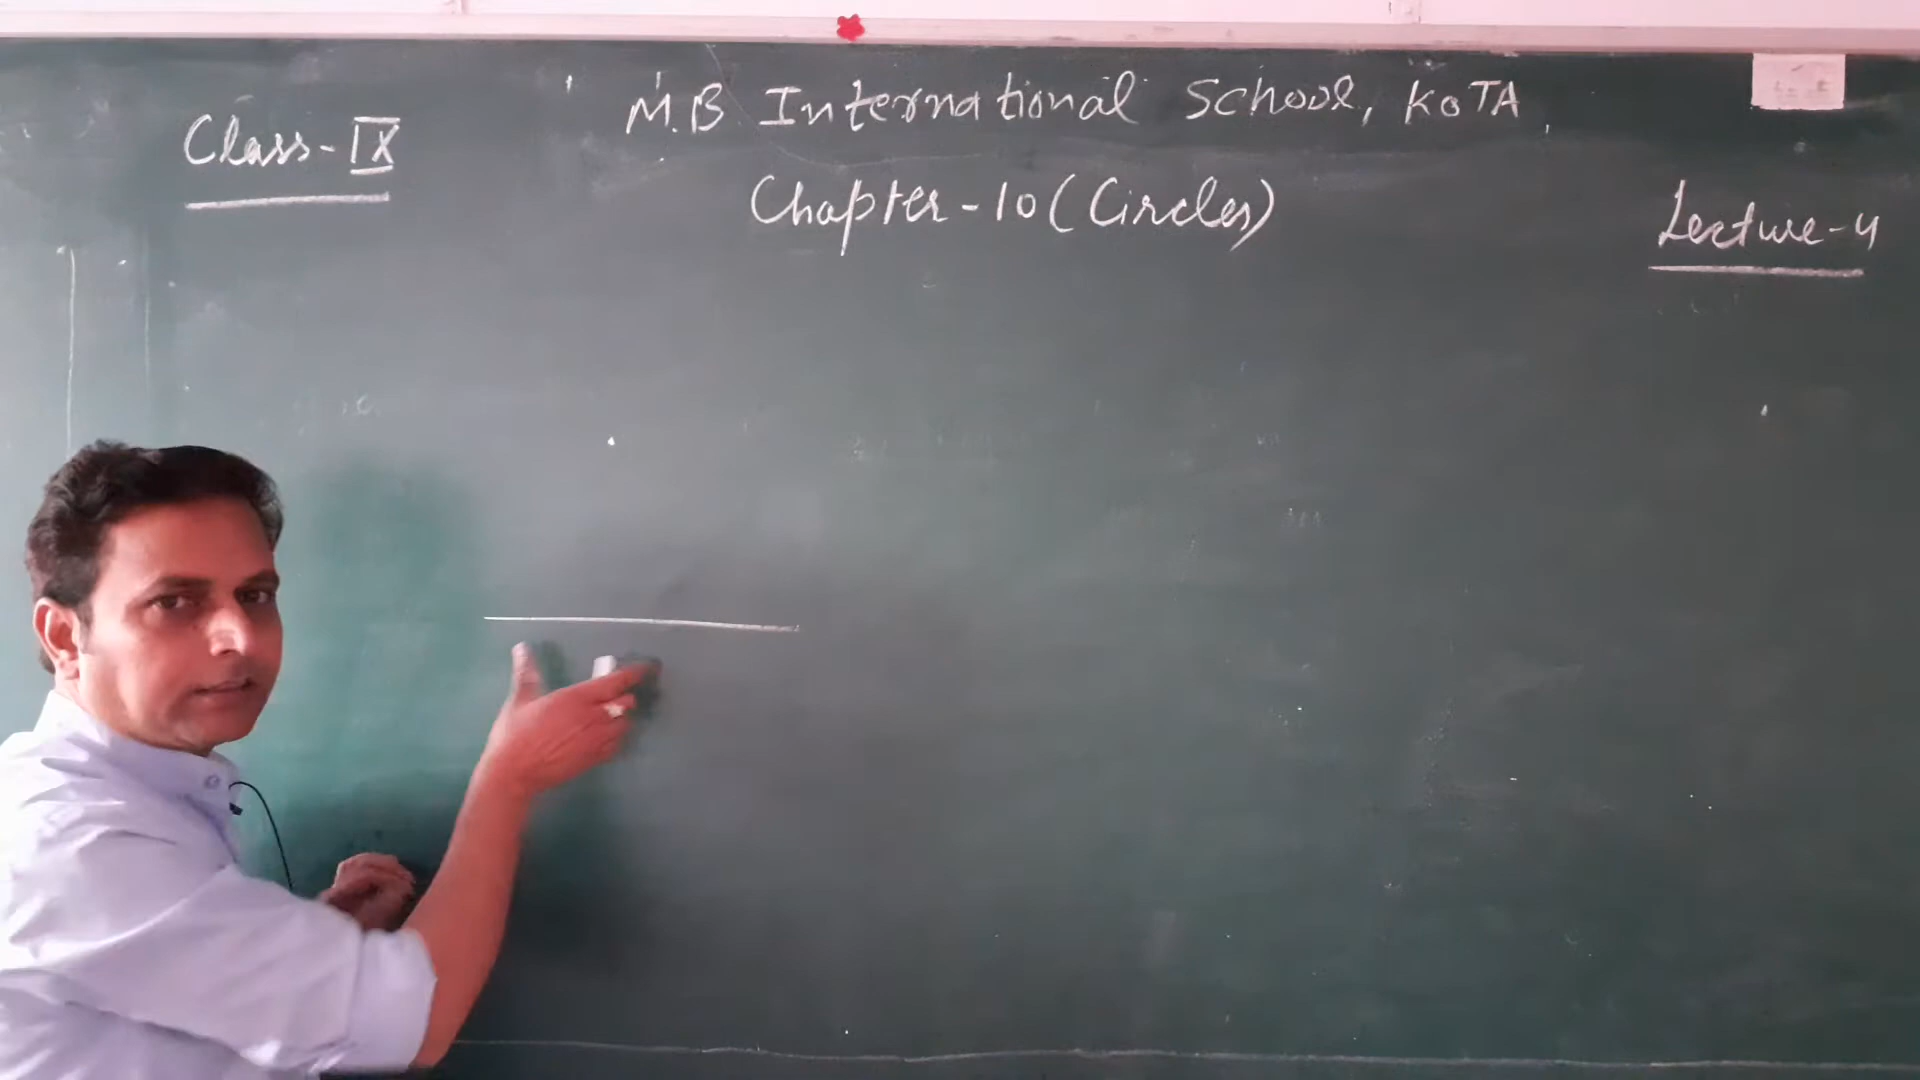 M.B International School, KOTA
Class-IX
Chapter-10 (Circles)
Lecture-4